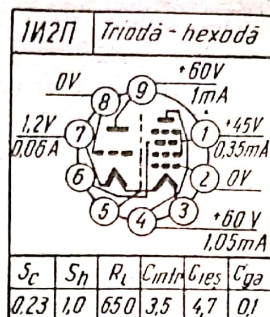 1И2П Triodă - hexodă
+60V
0V 9 1mA
8
1,2V 7 1 +45V
0,06A 0,35mA
6 2 0V
5 4 3
+60V
1,05mA
Sc Sh Ri Cintr Cieș Cga
0,23 1,0 650 3,5 4,7 0,1